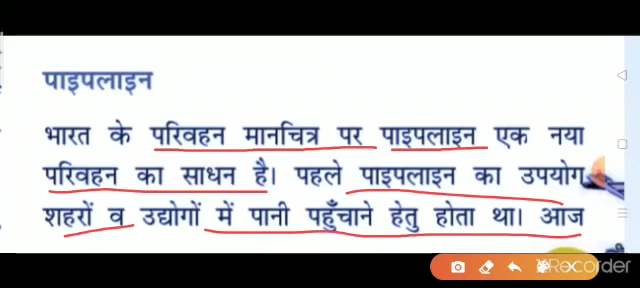 पाइपलाइन
भारत के परिवहन मानचित्र पर पाइपलाइन एक नया
परिवहन का साधन है। पहले पाइपलाइन का उपयोग
शहरों व उद्योगों में पानी पहुँचाने हेतु होता था। आज